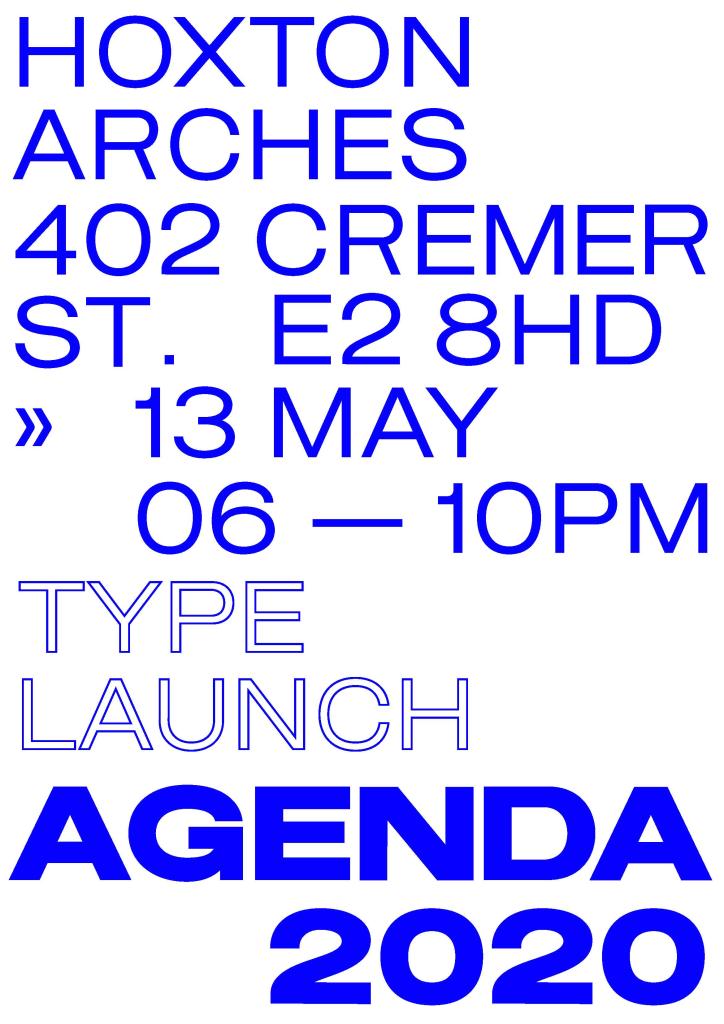 HOXTON
ARCHES
402 CREMER
ST. E2 8HD
» 13 MAY
06 — 10PM
TYPE
LAUNCH
AGENDA
2020